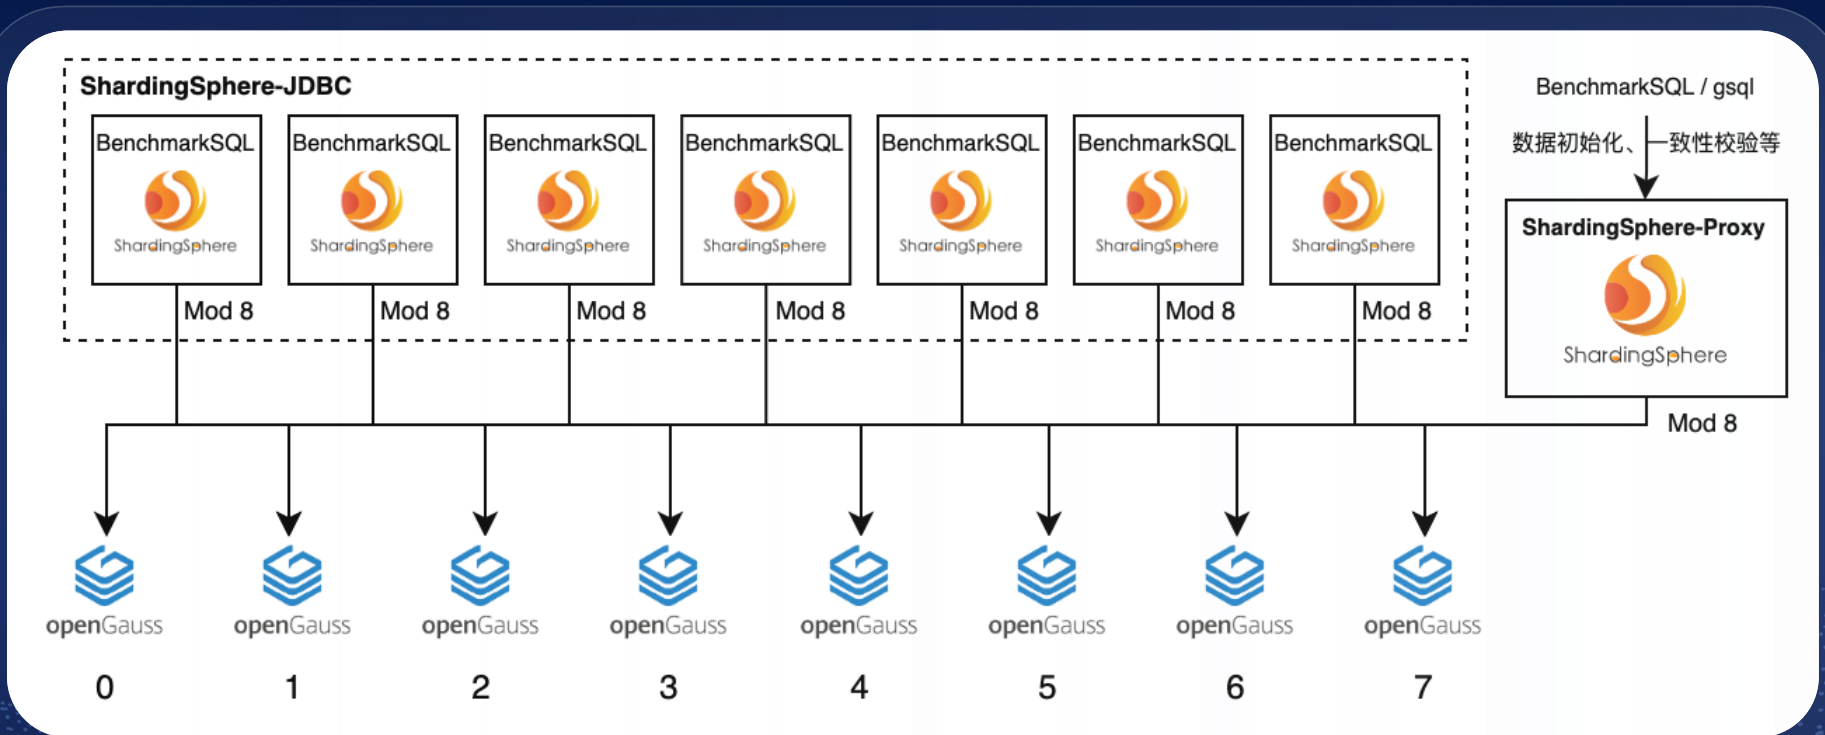 ShardingSphere-JDBC
BenchmarkSQL / gsql
BenchmarkSQL BenchmarkSQL BenchmarkSQL BenchmarkSQL BenchmarkSQL BenchmarkSQL BenchmarkSQL
数据初始化、一致性校验等
ShardingSphere ShardingSphere ShardingSphere ShardingSphere ShardingSphere ShardingSphere ShardingSphere
ShardingSphere-Proxy
ShardingSphere
Mod 8 Mod 8 Mod 8 Mod 8 Mod 8 Mod 8 Mod 8
Mod 8
openGauss openGauss openGauss openGauss openGauss openGauss openGauss openGauss
0 1 2 3 4 5 6 7